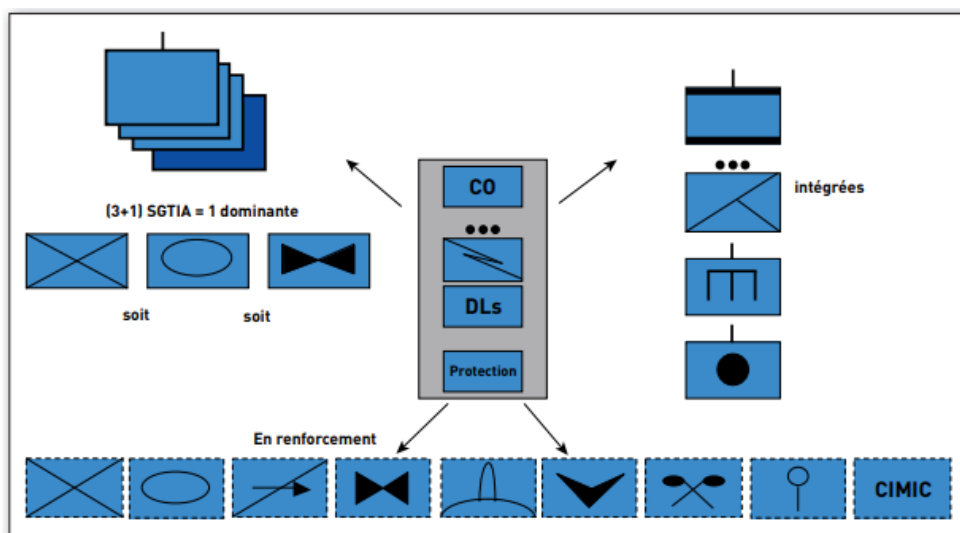 CO
intégrées
(3+1) SGTIA = 1 dominante
soit
soit
DLs
Protection
En renforcement
CIMIC